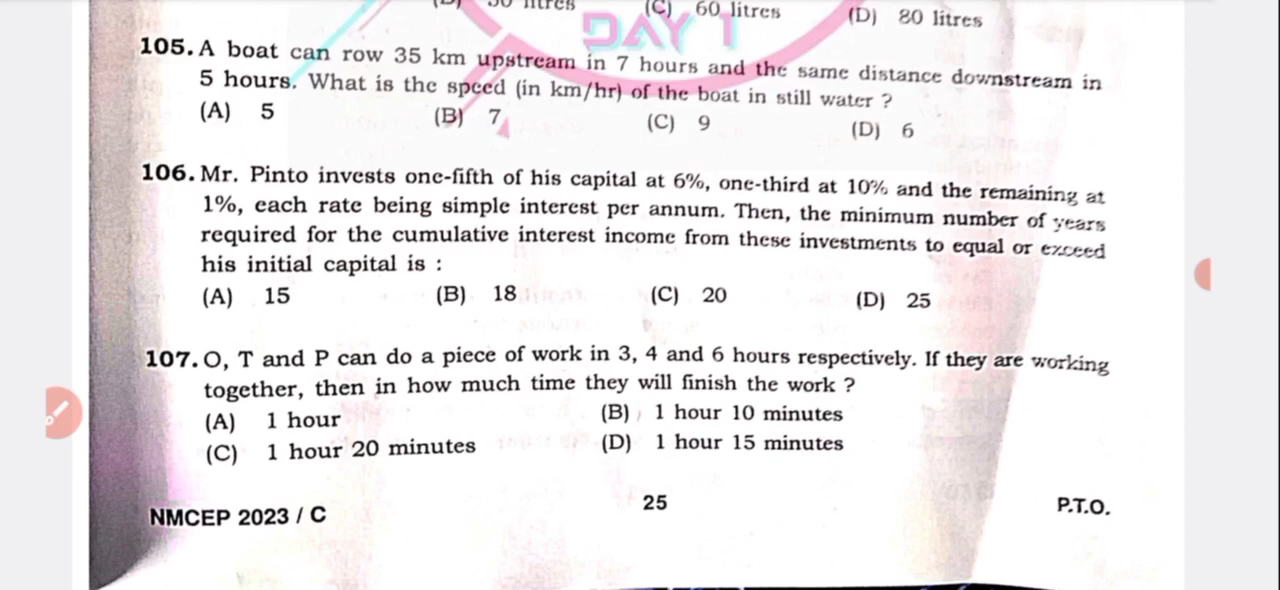 litres (C) 60 litres (D) 80 litres
DAY 1
105. A boat can row 35 km upstream in 7 hours and the same distance downstream in
5 hours. What is the speed (in km/hr) of the boat in still water ?
(A) 5 (B) 7 (C) 9 (D) 6
106. Mr. Pinto invests one-fifth of his capital at 6%, one-third at 10% and the remaining at
1%, each rate being simple interest per annum. Then, the minimum number of years
required for the cumulative interest income from these investments to equal or exceed
his initial capital is :
(A) 15 (B) 18 (C) 20 (D) 25
107. O, T and P can do a piece of work in 3, 4 and 6 hours respectively. If they are working
together, then in how much time they will finish the work ?
(A) 1 hour (B) 1 hour 10 minutes
(C) 1 hour 20 minutes (D) 1 hour 15 minutes
NMCEP 2023 / C 25 P.T.O.